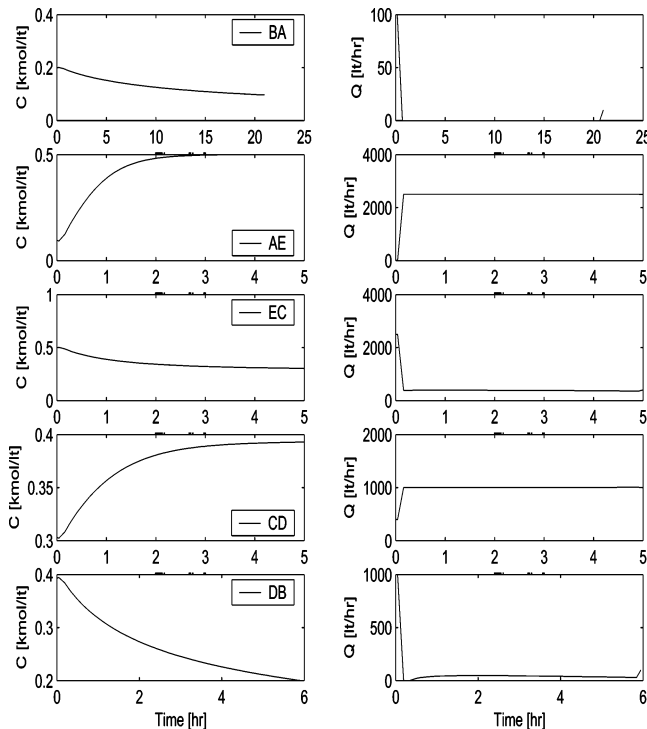 C [kmol/lt]
0.4
0.2
0
BA
0 5 10 15 20 25
Q [lt/hr]
100
50
0
0 5 10 15 20 25
C [kmol/lt]
0.5
0
AE
0 1 2 3 4 5
Q [lt/hr]
4000
2000
0
0 1 2 3 4 5
C [kmol/lt]
1
0.5
0
EC
0 1 2 3 4 5
Q [lt/hr]
4000
2000
0
0 1 2 3 4 5
C [kmol/lt]
0.4
0.35
0.3
CD
0 1 2 3 4 5
Q [lt/hr]
2000
1000
0
0 1 2 3 4 5
C [kmol/lt]
0.4
0.3
0.2
DB
0 2 4 6
Time [hr]
Q [lt/hr]
1000
500
0
0 2 4 6
Time [hr]